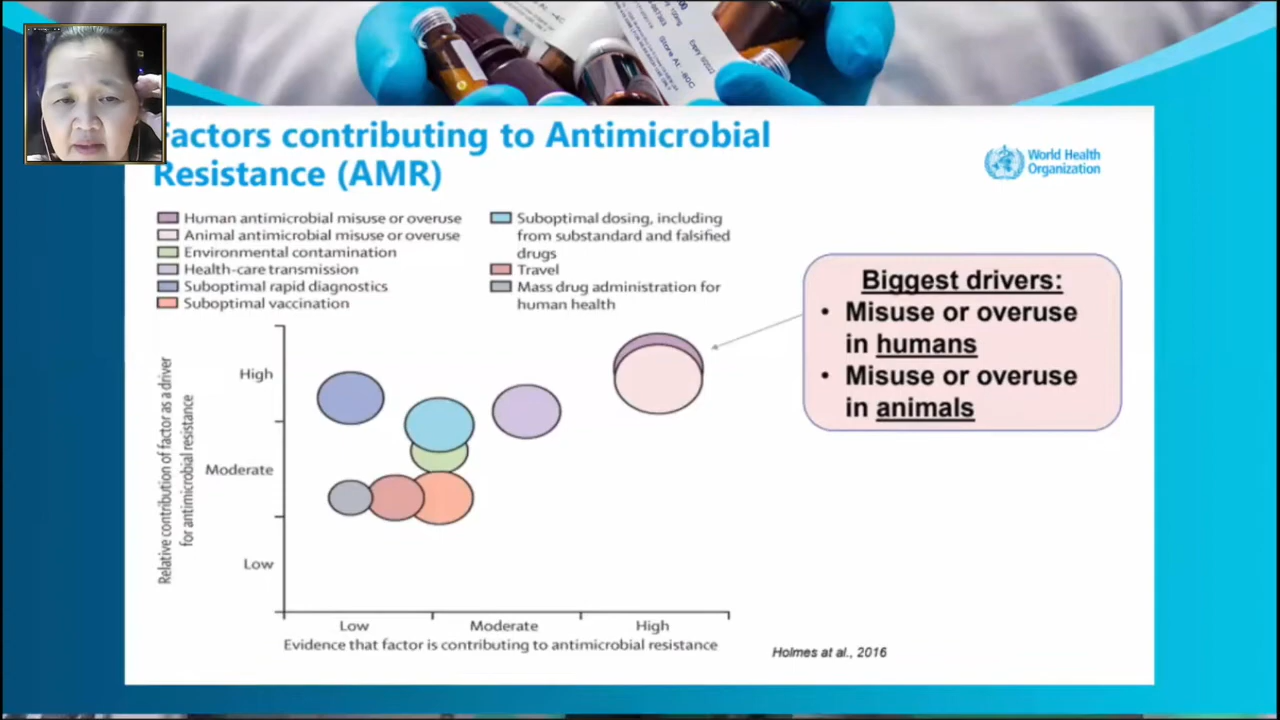 Factors contributing to Antimicrobial
Resistance (AMR)
World Health
Organization
Human antimicrobial misuse or overuse
Animal antimicrobial misuse or overuse
Environmental contamination
Health-care transmission
Suboptimal rapid diagnostics
Suboptimal vaccination
Suboptimal dosing, including
from substandard and falsified
drugs
Travel
Mass drug administration for
human health
Biggest drivers:
• Misuse or overuse
in humans
• Misuse or overuse
in animals
Relative contribution of factor as a driver
for antimicrobial resistance
High
Moderate
Low
Low Moderate High
Evidence that factor is contributing to antimicrobial resistance
Holmes at al., 2016